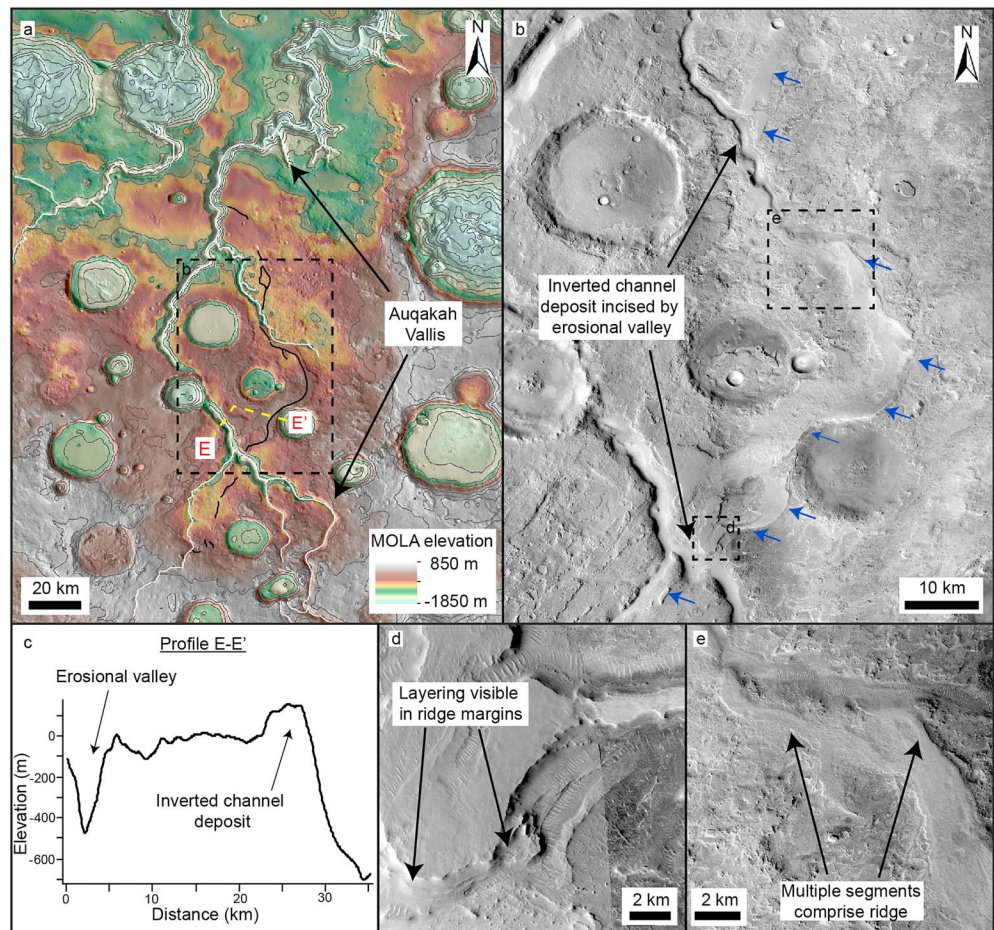 a
N
b
Auqakah
Vallis
E
E'
MOLA elevation
850 m
-1850 m
20 km
b
N
e
Inverted channel
deposit incised by
erosional valley
d
10 km
c
Profile E-E'
Erosional valley
Inverted channel
deposit
Elevation (m)
0
-200
-400
-600
0
10
20
30
Distance (km)
d
Layering visible
in ridge margins
2 km
e
Multiple segments
comprise ridge
2 km